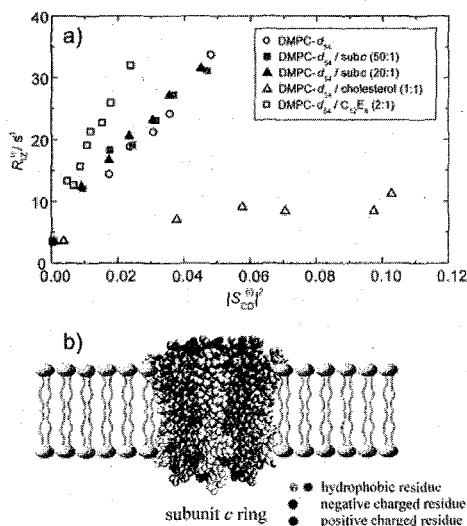 a)
DMPC-d54
DMPC-d54 / subc (50:1)
DMPC-d54 / subc (20:1)
DMPC-d54 / cholesterol (1:1)
DMPC-d54 / C12E8 (2:1)
40
30
20
10
0
R1Z(i) / s-1
0.00 0.02 0.04 0.06 0.08 0.10 0.12
|SCD(i)|2
b)
hydrophobic residue
negative charged residue
positive charged residue
subunit c ring